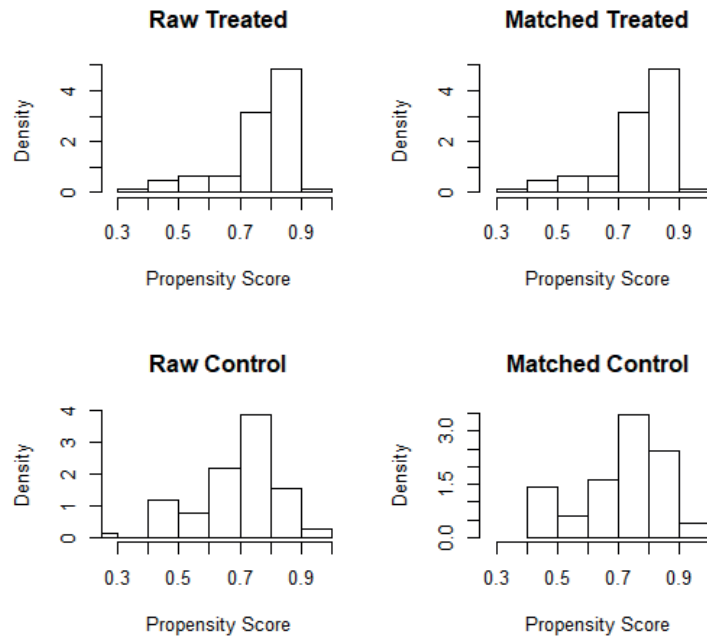 Raw Treated
Density
0 2 4
0.3 0.5 0.7 0.9
Propensity Score
Matched Treated
Density
0 2 4
0.3 0.5 0.7 0.9
Propensity Score
Raw Control
Density
0 1 2 3 4
0.3 0.5 0.7 0.9
Propensity Score
Matched Control
Density
0.0 1.5 3.0
0.3 0.5 0.7 0.9
Propensity Score